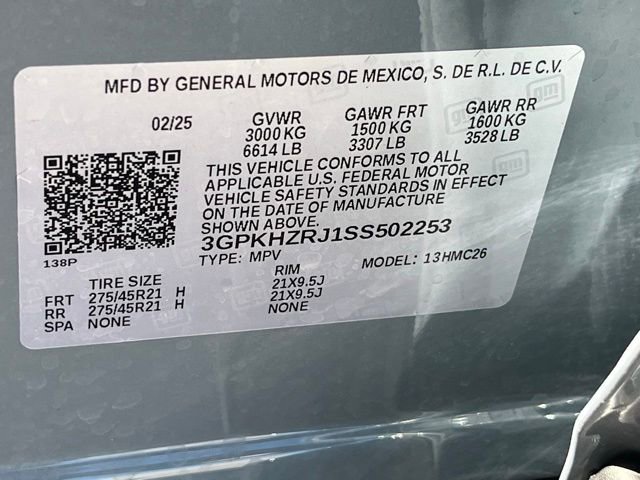 MFD BY GENERAL MOTORS DE MEXICO, S. DE R.L. DE C.V.
02/25 GVWR GAWR FRT GAWR RR
3000 KG 1500 KG 1600 KG
6614 LB 3307 LB 3528 LB
THIS VEHICLE CONFORMS TO ALL
APPLICABLE U.S. FEDERAL MOTOR
VEHICLE SAFETY STANDARDS IN EFFECT
ON THE DATE OF MANUFACTURE
SHOWN ABOVE.
3GPKHZRJ1SS502253
138P
TYPE: MPV MODEL: 13HMC26
TIRE SIZE RIM
FRT 275/45R21 H 21X9.5J
RR 275/45R21 H 21X9.5J
SPA NONE NONE
gm